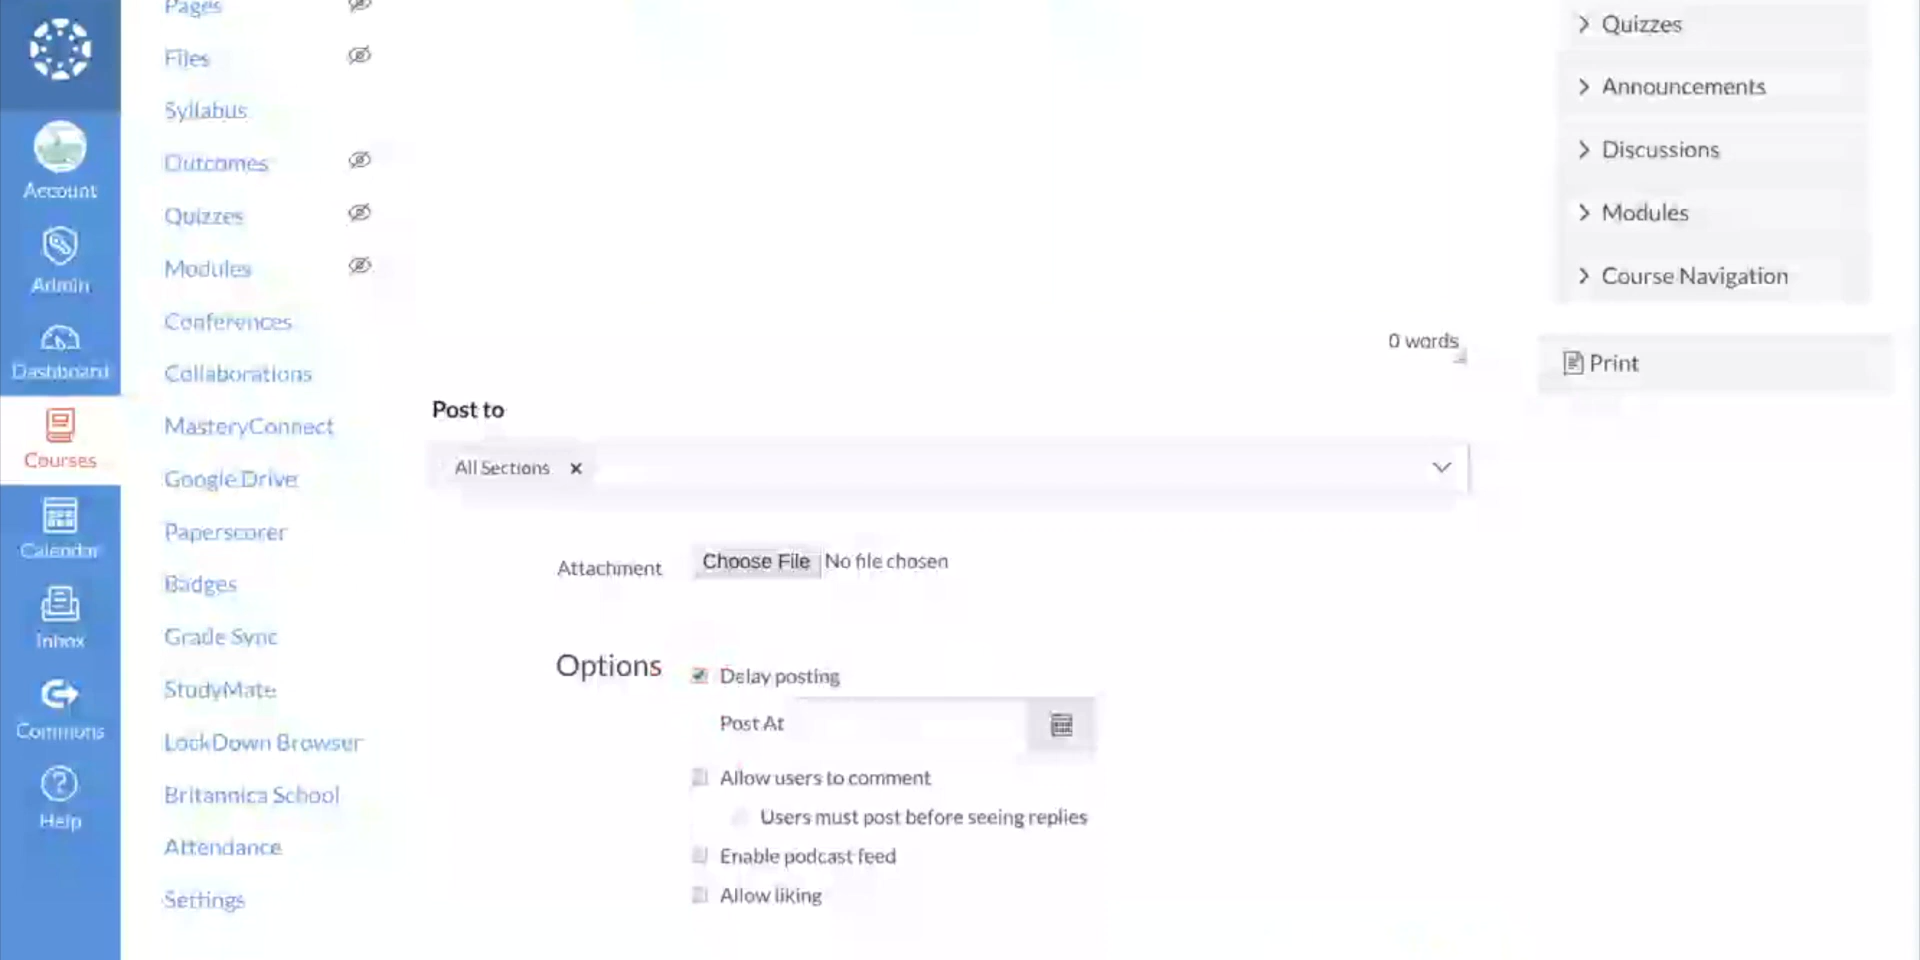 Account
Admin
Dashboard
Courses
Calendar
Inbox
Commons
Help
Pages
Files
Syllabus
Outcomes
Quizzes
Modules
Conferences
Collaborations
MasteryConnect
Google Drive
Paperscorer
Badges
Grade Sync
StudyMate
LockDown Browser
Britannica School
Attendance
Settings
0 words
Post to
All Sections
Attachment Choose File No file chosen
Options Delay posting
Post At
Allow users to comment
Users must post before seeing replies
Enable podcast feed
Allow liking
Quizzes
Announcements
Discussions
Modules
Course Navigation
Print